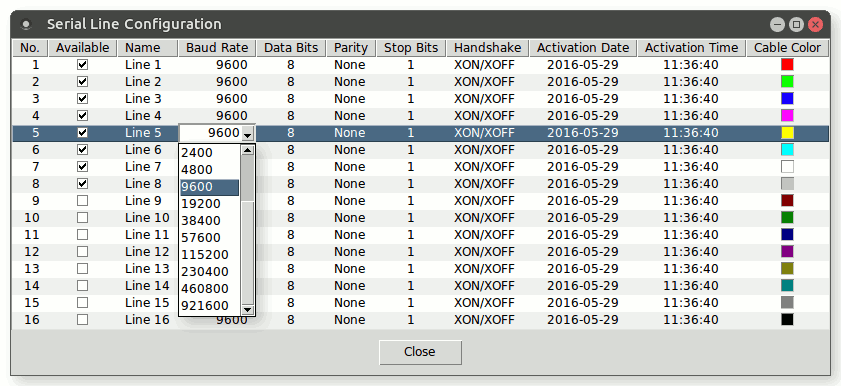 Serial Line Configuration
No. Available Name Baud Rate Data Bits Parity Stop Bits Handshake Activation Date Activation Time Cable Color
1 Line 1 9600 8 None 1 XON/XOFF 2016-05-29 11:36:40
2 Line 2 9600 8 None 1 XON/XOFF 2016-05-29 11:36:40
3 Line 3 9600 8 None 1 XON/XOFF 2016-05-29 11:36:40
4 Line 4 9600 8 None 1 XON/XOFF 2016-05-29 11:36:40
5 Line 5 9600 8 None 1 XON/XOFF 2016-05-29 11:36:40
6 Line 6 2400 8 None 1 XON/XOFF 2016-05-29 11:36:40
7 Line 7 4800 8 None 1 XON/XOFF 2016-05-29 11:36:40
8 Line 8 9600 8 None 1 XON/XOFF 2016-05-29 11:36:40
9 Line 9 19200 8 None 1 XON/XOFF 2016-05-29 11:36:40
10 Line 10 38400 8 None 1 XON/XOFF 2016-05-29 11:36:40
11 Line 11 57600 8 None 1 XON/XOFF 2016-05-29 11:36:40
12 Line 12 115200 8 None 1 XON/XOFF 2016-05-29 11:36:40
13 Line 13 230400 8 None 1 XON/XOFF 2016-05-29 11:36:40
14 Line 14 460800 8 None 1 XON/XOFF 2016-05-29 11:36:40
15 Line 15 921600 8 None 1 XON/XOFF 2016-05-29 11:36:40
16 Line 16 9600 8 None 1 XON/XOFF 2016-05-29 11:36:40
Close